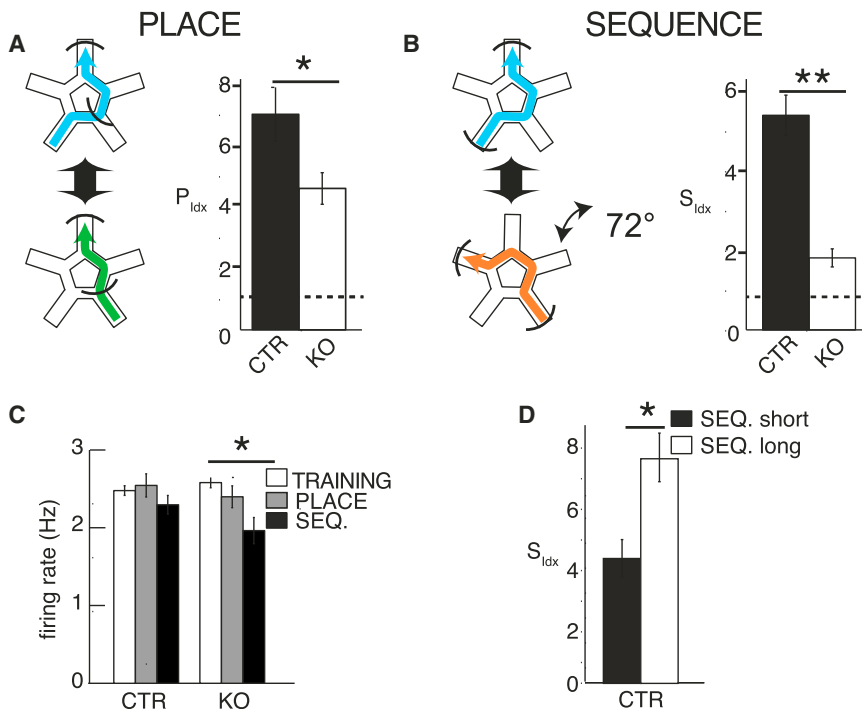 PLACE
SEQUENCE
A
B
*
**
8
6
4
2
0
P Idx
CTR
KO
72°
6
4
2
0
S Idx
CTR
KO
C
D
3
2
1
0
firing rate (Hz)
*
TRAINING
PLACE
SEQ.
CTR
KO
*
SEQ. short
SEQ. long
8
6
4
2
0
S Idx
CTR